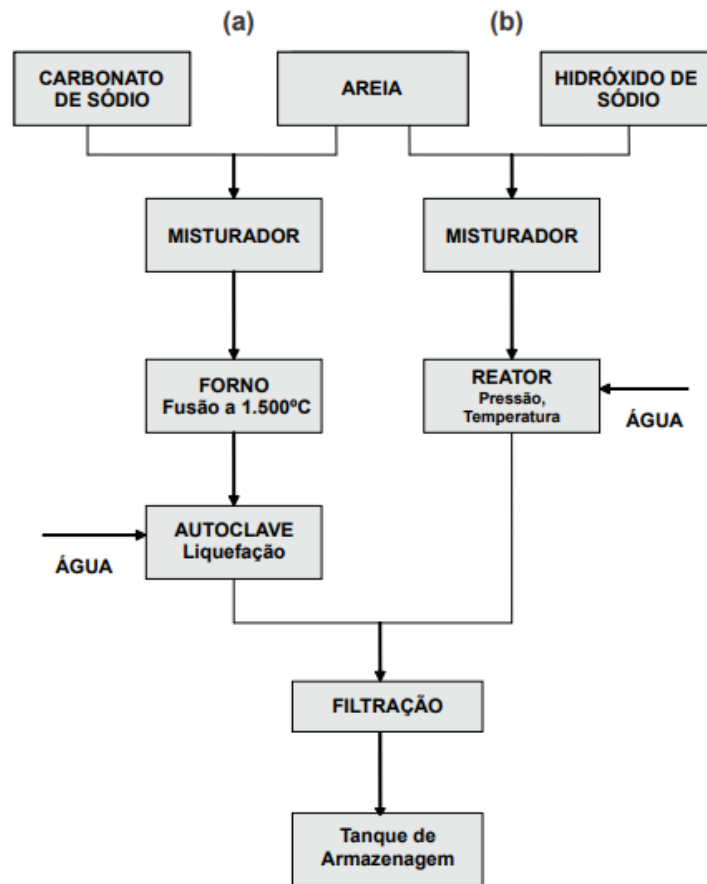 (a)
(b)
CARBONATO
DE SÓDIO
AREIA
HIDRÓXIDO DE
SÓDIO
MISTURADOR
MISTURADOR
FORNO
Fusão a 1.500ºC
REATOR
Pressão,
Temperatura
ÁGUA
AUTOCLAVE
Liquefação
ÁGUA
FILTRAÇÃO
Tanque de
Armazenagem